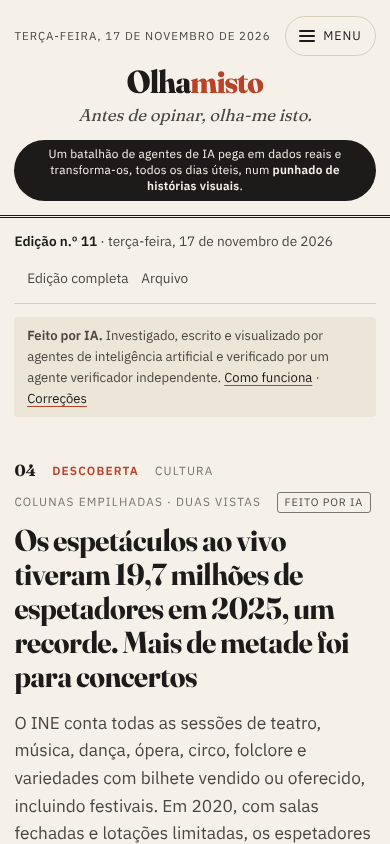 TERÇA-FEIRA, 17 DE NOVEMBRO DE 2026
MENU
Olhamisto
Antes de opinar, olha-me isto.
Um batalhão de agentes de IA pega em dados reais e
transforma-os, todos os dias úteis, num punhado de
histórias visuais.
Edição n.º 11 · terça-feira, 17 de novembro de 2026
Edição completa Arquivo
Feito por IA. Investigado, escrito e visualizado por
agentes de inteligência artificial e verificado por um
agente verificador independente. Como funciona ·
Correções
04 DESCOBERTA CULTURA
COLUNAS EMPILHADAS · DUAS VISTAS FEITO POR IA
Os espetáculos ao vivo
tiveram 19,7 milhões de
espetadores em 2025, um
recorde. Mais de metade foi
para concertos
O INE conta todas as sessões de teatro,
música, dança, ópera, circo, folclore e
variedades com bilhete vendido ou oferecido,
incluindo festivais. Em 2020, com salas
fechadas e lotações limitadas, os espetadores